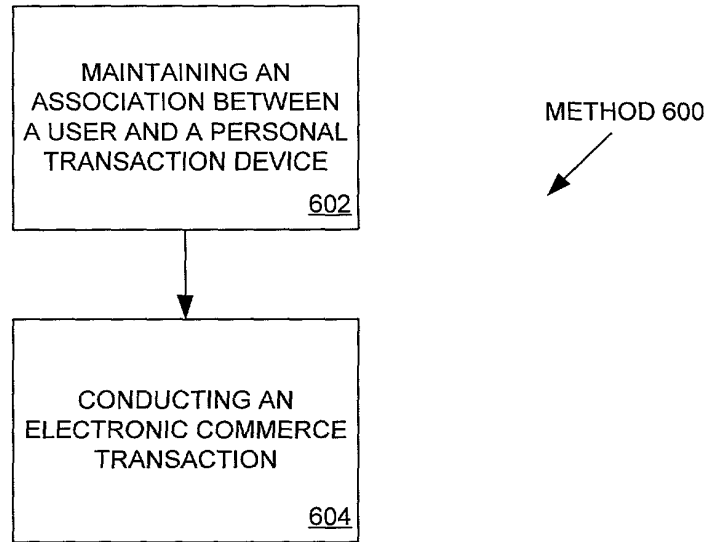 MAINTAINING AN
ASSOCIATION BETWEEN
A USER AND A PERSONAL
TRANSACTION DEVICE
602
METHOD 600
CONDUCTING AN
ELECTRONIC COMMERCE
TRANSACTION
604